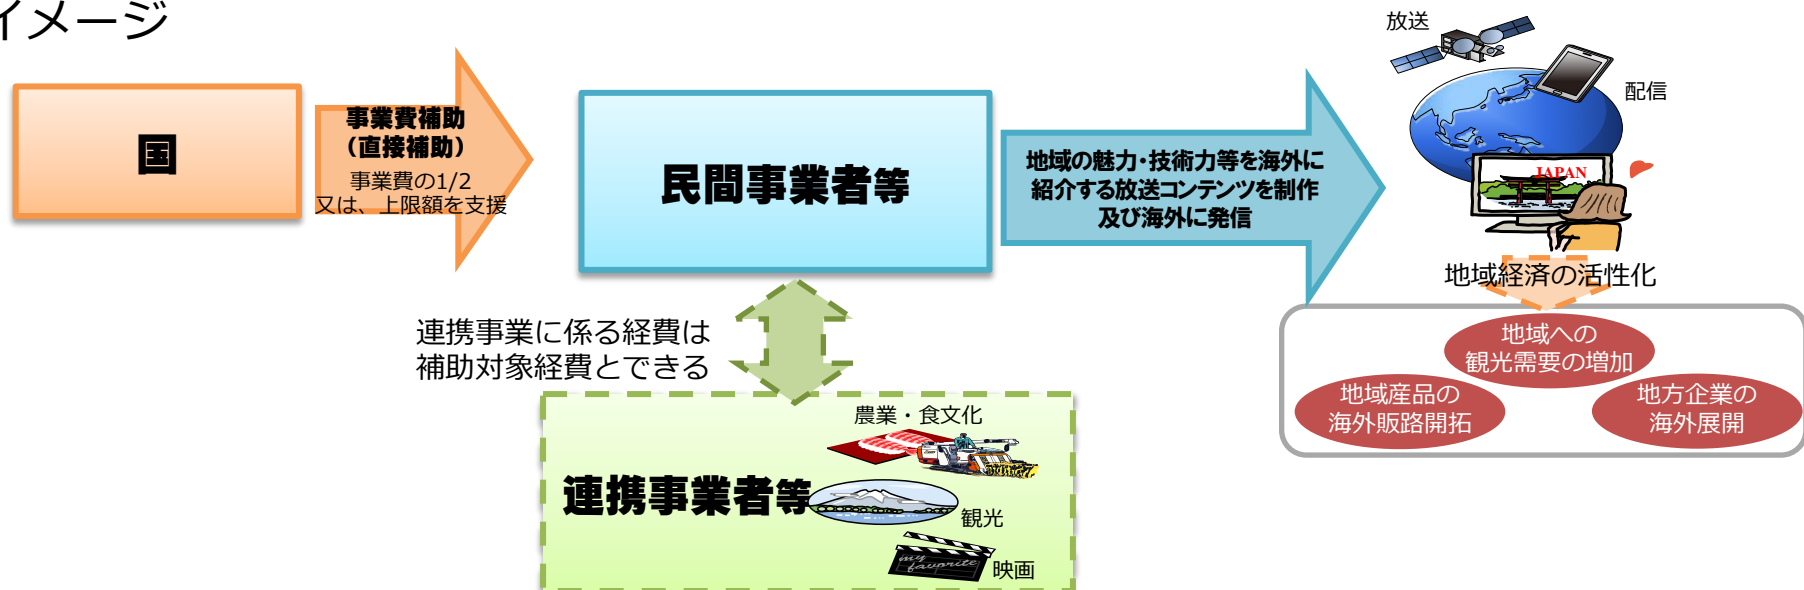 イメージ
国
事業費補助
（直接補助）
事業費の1/2
又は、上限額を支援
民間事業者等
地域の魅力・技術力等を海外に
紹介する放送コンテンツを制作
及び海外に発信
放送
配信
JAPAN
地域経済の活性化
地域への
観光需要の増加
地域産品の
海外販路開拓
地方企業の
海外展開
連携事業に係る経費は
補助対象経費とできる
連携事業者等
農業・食文化
観光
my
favorite
映画